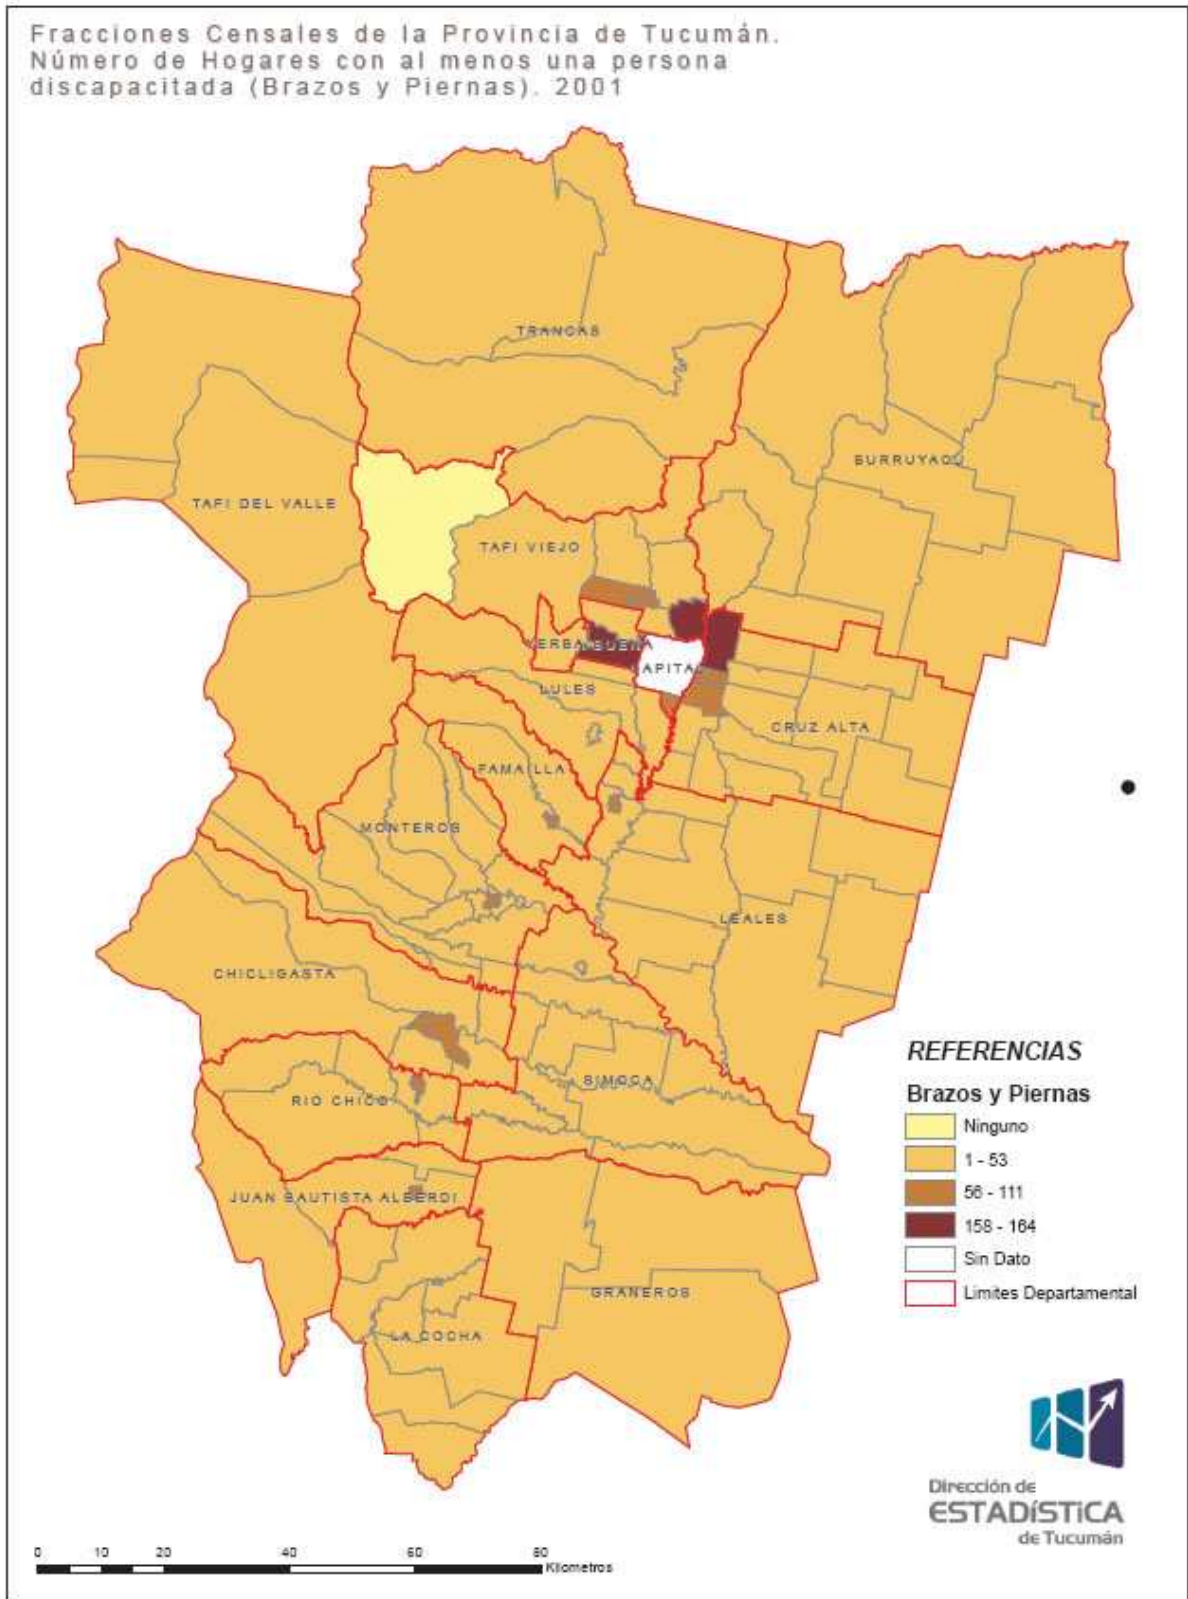 Fracciones Censales de la Provincia de Tucumán.
Número de Hogares con al menos una persona
discapacitada (Brazos y Piernas). 2001
TRANCAS
BURRUYACU
TAFI DEL VALLE
TAFI VIEJO
YERBA BUENA
APITA
LULES
CRUZ ALTA
FAMAILLA
MONTEROS
LEALES
CHICLIGASTA
SIMOCA
RIO CHICO
JUAN BAUTISTA ALBERDI
GRANEROS
LA COCHA
REFERENCIAS
Brazos y Piernas
Ninguno
1 - 53
56 - 111
158 - 164
Sin Dato
Limites Departamental
Dirección de
ESTADíSTiCA
de Tucumán
0 10 20 40 60 80
Kilometros